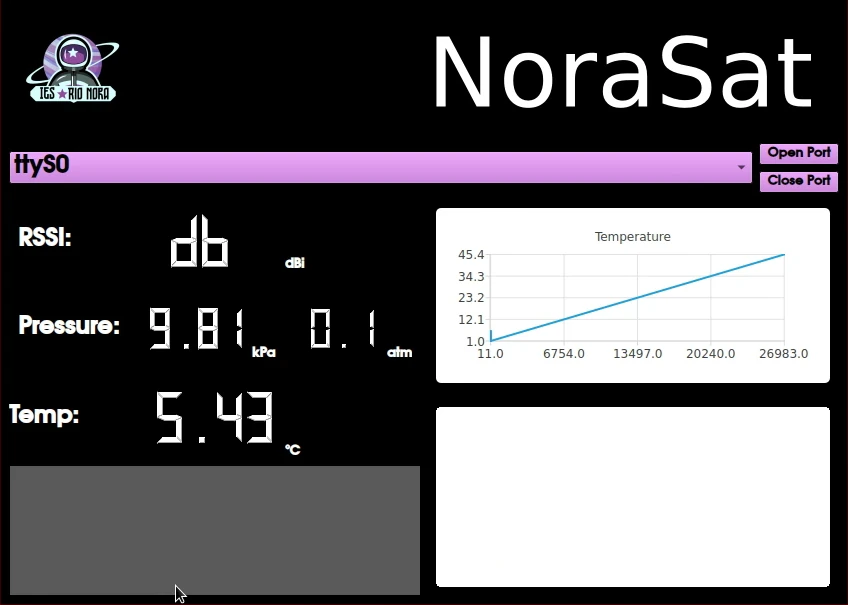 NoraSat
IES ★ RIO NORA
ttyS0
Open Port
Close Port
RSSI:
db
dBi
Pressure:
9.81
kPa
0.1
atm
Temp:
5.43
°C
Temperature
45.4
34.3
23.2
12.1
1.0
11.0 6754.0 13497.0 20240.0 26983.0